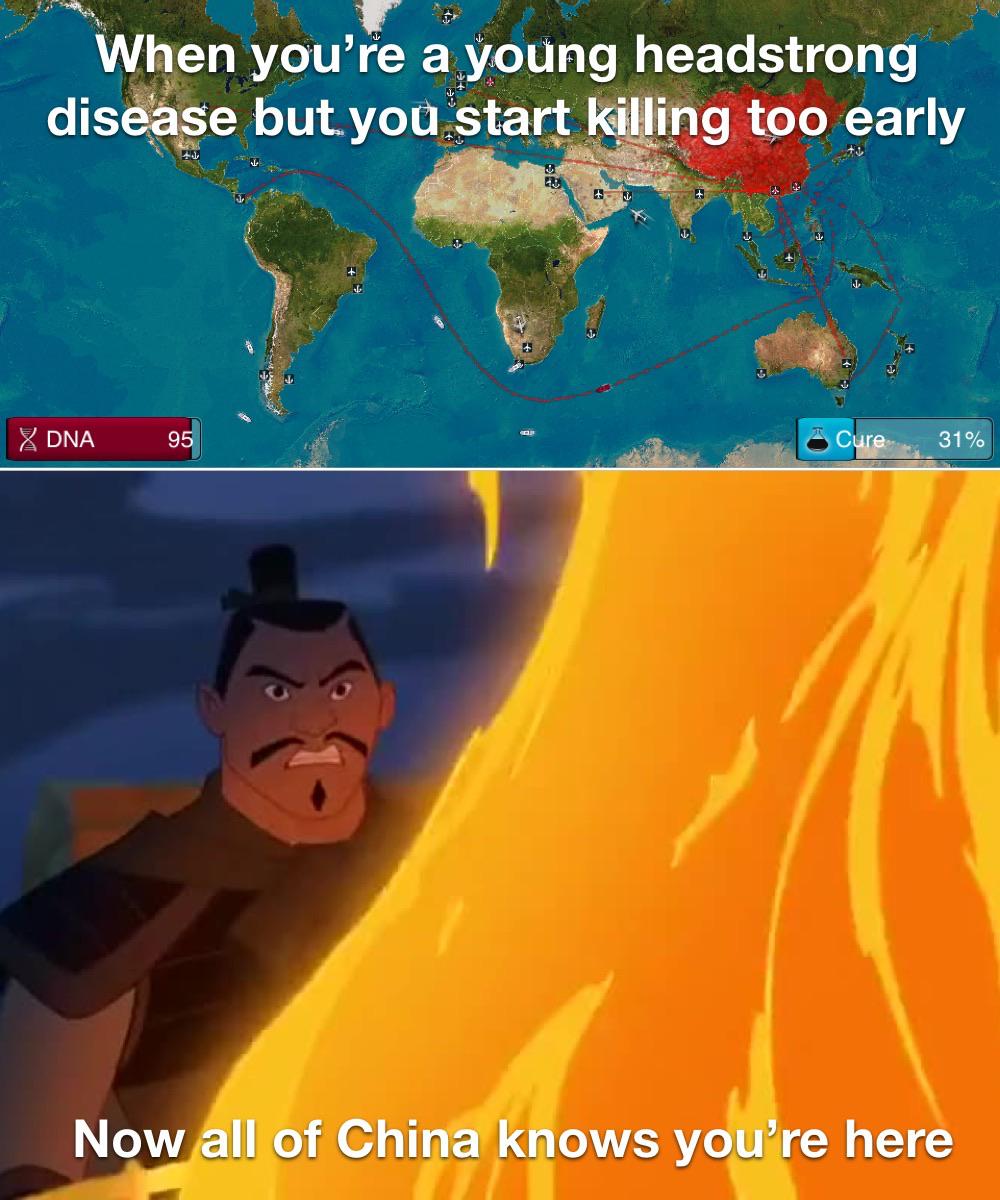 When you’re a young headstrong
disease but you start killing too early
DNA 95
Cure 31%
Now all of China knows you’re here